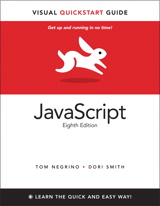 VISUAL QUICKSTART GUIDE
Get up and running in no time!
JavaScript
Eighth Edition
TOM NEGRINO • DORI SMITH
LEARN THE QUICK AND EASY WAY!